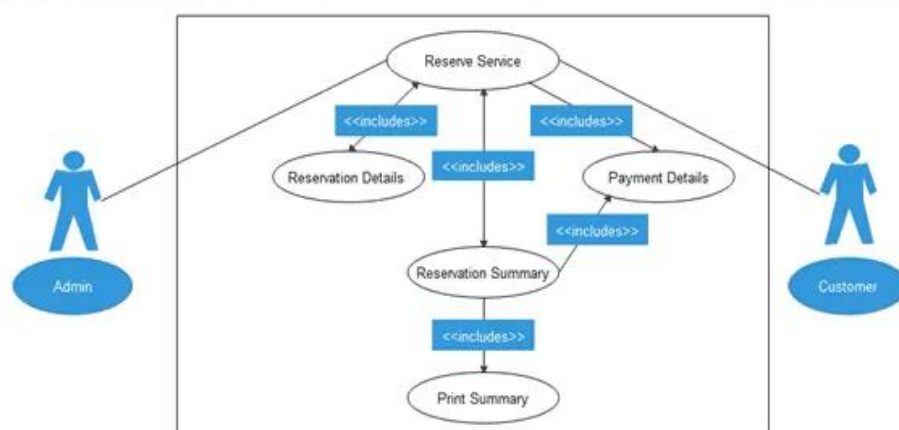 Reserve Service
<<includes>>
<<includes>>
<<includes>>
Reservation Details
Payment Details
<<includes>>
Reservation Summary
Admin
Customer
<<includes>>
Print Summary